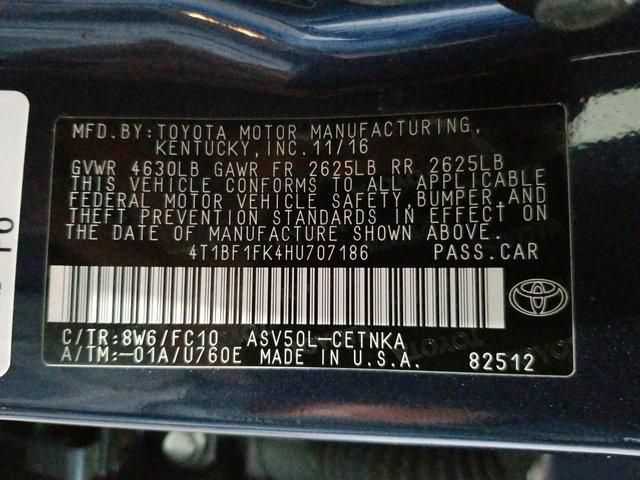 MFD.BY:TOYOTA MOTOR MANUFACTURING,
KENTUCKY,INC.11/16
GVWR 4630LB GAWR FR 2625LB RR 2625LB
THIS VEHICLE CONFORMS TO ALL APPLICABLE
FEDERAL MOTOR VEHICLE SAFETY,BUMPER,AND
THEFT PREVENTION STANDARDS IN EFFECT ON
THE DATE OF MANUFACTURE SHOWN ABOVE.
4T1BF1FK4HU707186 PASS.CAR
C/TR:8W6/FC10 ASV50L-CETNKA
A/TM:-01A/U760E MADE IN U.S.A. 82512